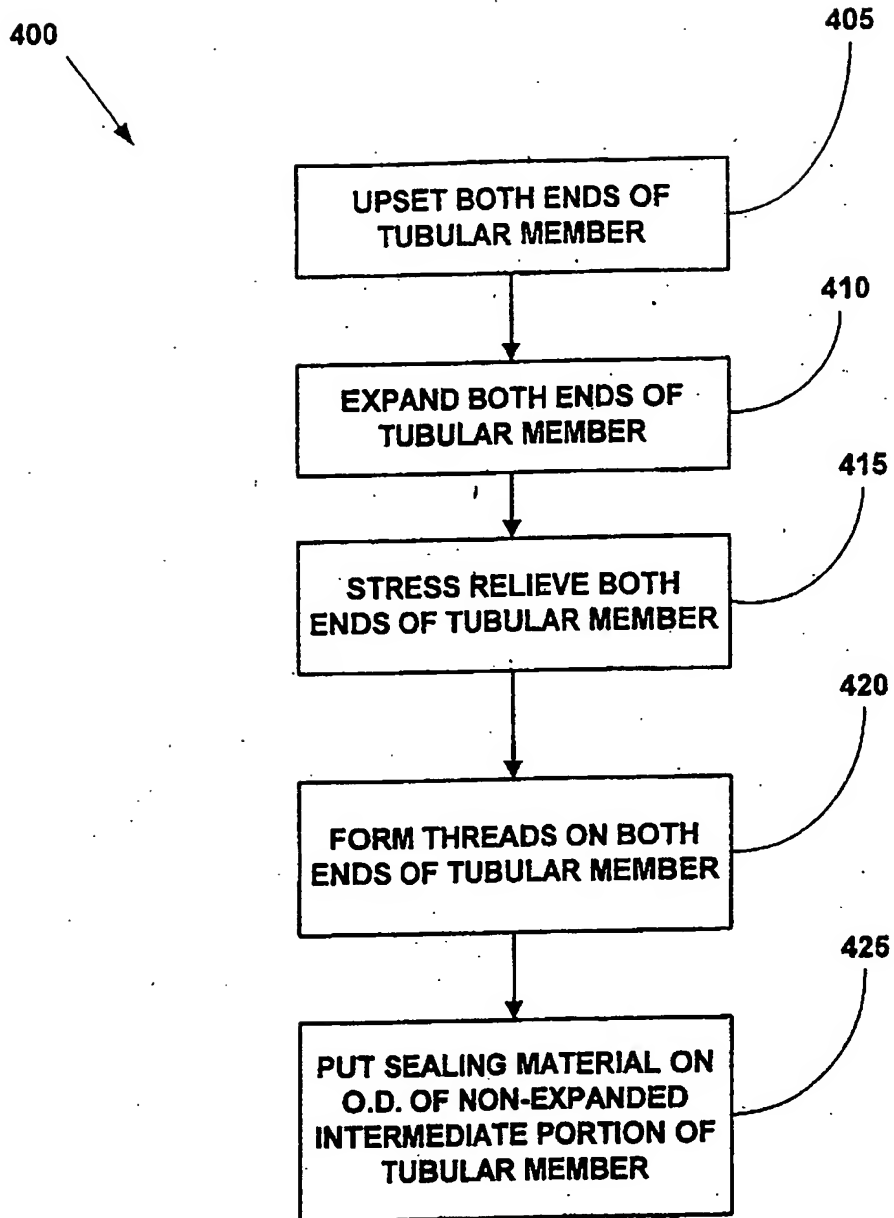 400
405
UPSET BOTH ENDS OF
TUBULAR MEMBER
410
EXPAND BOTH ENDS OF
TUBULAR MEMBER
415
STRESS RELIEVE BOTH
ENDS OF TUBULAR MEMBER
420
FORM THREADS ON BOTH
ENDS OF TUBULAR MEMBER
425
PUT SEALING MATERIAL ON
O.D. OF NON-EXPANDED
INTERMEDIATE PORTION OF
TUBULAR MEMBER